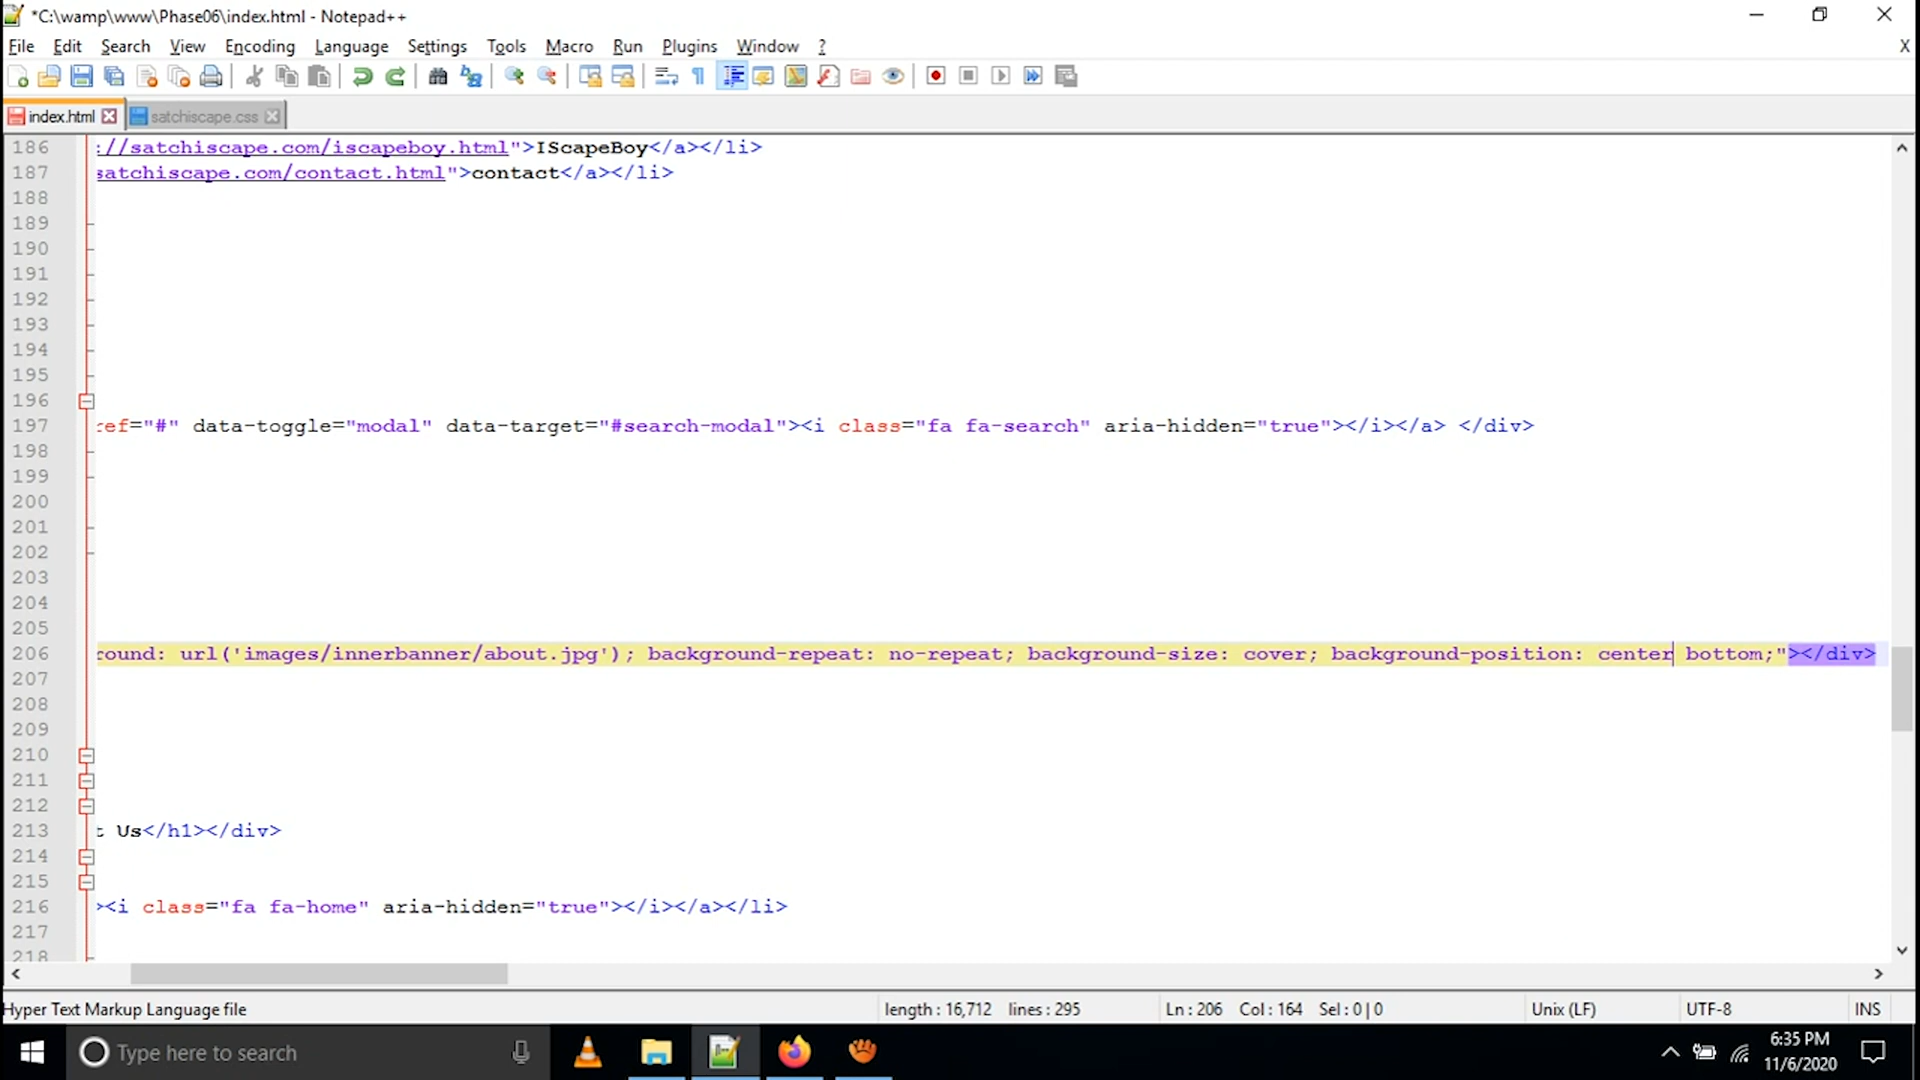 *C:\wamp\www\Phase06\index.html - Notepad++
File Edit Search View Encoding Language Settings Tools Macro Run Plugins Window ? X
index.html satchiscape.css
186 ://satchiscape.com/iscapeboy.html">IScapeBoy</a></li>
187 satchiscape.com/contact.html">contact</a></li>
188
189
190
191
192
193
194
195
196
197 ref="#" data-toggle="modal" data-target="#search-modal"><i class="fa fa-search" aria-hidden="true"></i></a> </div>
198
199
200
201
202
203
204
205
206 round: url('images/innerbanner/about.jpg'); background-repeat: no-repeat; background-size: cover; background-position: center bottom;"></div>
207
208
209
210
211
212
213 t Us</h1></div>
214
215
216 ><i class="fa fa-home" aria-hidden="true"></i></a></li>
217
218
Hyper Text Markup Language file length : 16,712 lines : 295 Ln : 206 Col : 164 Sel : 0 | 0 Unix (LF) UTF-8 INS
Type here to search
6:35 PM
11/6/2020